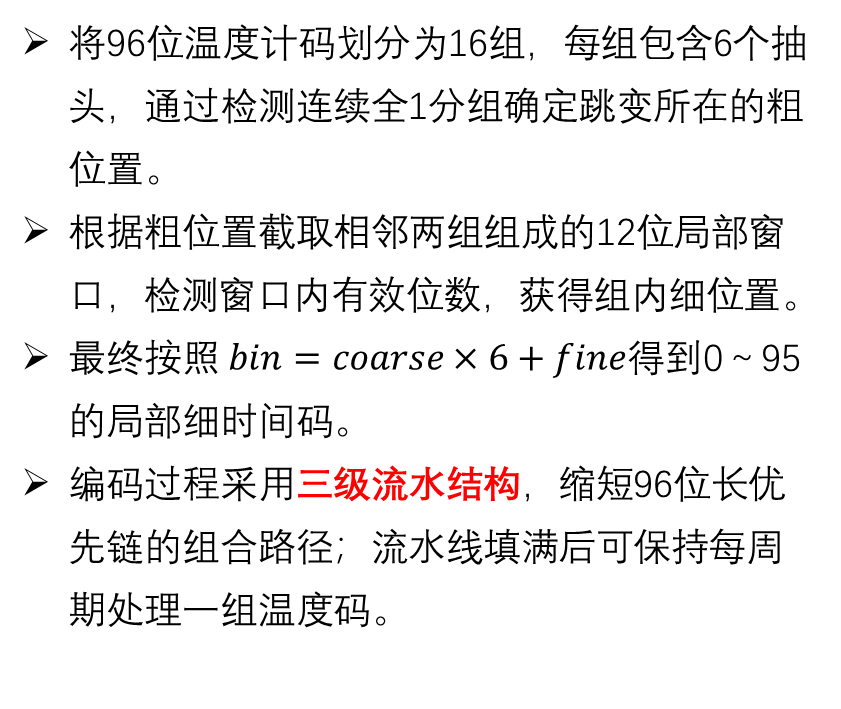 ➢ 将96位温度计码划分为16组，每组包含6个抽
头，通过检测连续全1分组确定跳变所在的粗
位置。
➢ 根据粗位置截取相邻两组组成的12位局部窗
口，检测窗口内有效位数，获得组内细位置。
➢ 最终按照 bin = coarse × 6 + fine得到0 ~ 95
的局部细时间码。
➢ 编码过程采用三级流水结构，缩短96位长优
先链的组合路径；流水线填满后可保持每周
期处理一组温度码。